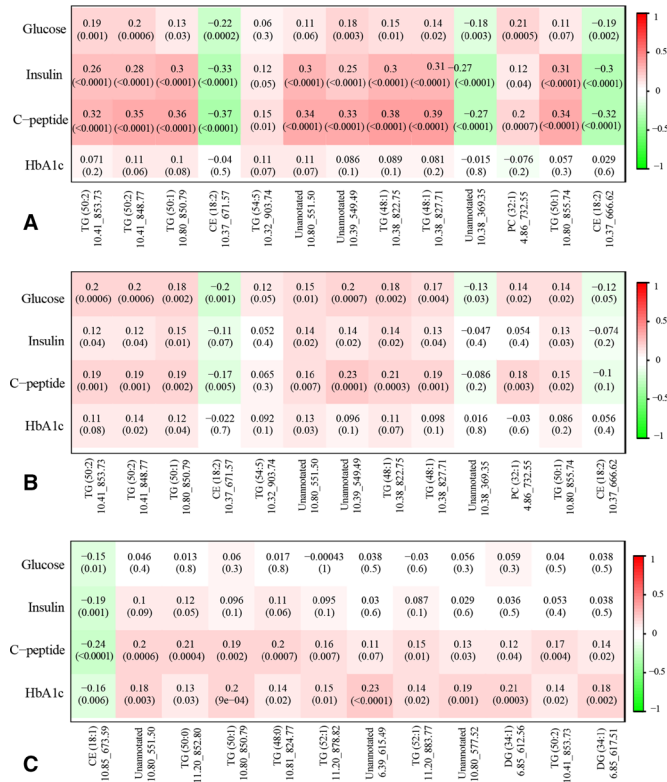 0.19 0.2 0.13 −0.22 0.06 0.11 0.18 0.15 0.14 −0.18 0.21 0.11 −0.19
Glucose
(0.001) (0.0006) (0.03) (0.0002) (0.3) (0.06) (0.003) (0.01) (0.02) (0.003) (0.0005) (0.07) (0.002)
0.26 0.28 0.3 −0.33 0.12 0.3 0.25 0.3 0.31 −0.27 0.12 0.31 −0.3
Insulin
(<0.0001) (<0.0001) (<0.0001) (<0.0001) (0.05) (<0.0001) (<0.0001) (<0.0001) (<0.0001) (<0.0001) (0.04) (<0.0001) (<0.0001)
0.32 0.35 0.36 −0.37 0.15 0.34 0.33 0.38 0.39 −0.27 0.2 0.34 −0.32
C−peptide
(<0.0001) (<0.0001) (<0.0001) (<0.0001) (0.01) (<0.0001) (<0.0001) (<0.0001) (<0.0001) (<0.0001) (0.0007) (<0.0001) (<0.0001)
0.071 0.11 0.1 −0.04 0.11 0.11 0.086 0.089 0.081 −0.015 −0.076 0.057 0.029
HbA1c
(0.2) (0.06) (0.08) (0.5) (0.07) (0.07) (0.1) (0.1) (0.2) (0.8) (0.2) (0.3) (0.6)
1
0.5
0
−0.5
−1
TG (50:2)
10.41_853.73
TG (50:2)
10.41_848.77
TG (50:1)
10.80_850.79
CE (18:2)
10.37_671.57
TG (54:5)
10.32_903.74
Unannotated
10.80_551.50
Unannotated
10.39_549.49
TG (48:1)
10.38_822.75
TG (48:1)
10.38_827.71
Unannotated
10.38_369.35
PC (32:1)
4.86_732.55
TG (50:1)
10.80_855.74
CE (18:2)
10.37_666.62
A
0.2 0.2 0.18 −0.2 0.12 0.15 0.2 0.18 0.17 −0.13 0.14 0.14 −0.12
Glucose
(0.0006) (0.0006) (0.002) (0.001) (0.05) (0.01) (0.0007) (0.002) (0.004) (0.03) (0.02) (0.02) (0.05)
0.12 0.12 0.15 −0.11 0.052 0.14 0.14 0.14 0.13 −0.047 0.054 0.13 −0.074
Insulin
(0.04) (0.04) (0.01) (0.07) (0.4) (0.02) (0.02) (0.02) (0.04) (0.4) (0.4) (0.03) (0.2)
0.19 0.19 0.19 −0.17 0.065 0.16 0.23 0.21 0.19 −0.086 0.18 0.15 −0.1
C−peptide
(0.001) (0.001) (0.002) (0.005) (0.3) (0.007) (0.0001) (0.0003) (0.001) (0.2) (0.003) (0.02) (0.1)
0.11 0.14 0.12 −0.022 0.092 0.13 0.096 0.11 0.098 0.016 −0.03 0.086 0.056
HbA1c
(0.08) (0.02) (0.04) (0.7) (0.1) (0.03) (0.1) (0.07) (0.1) (0.8) (0.6) (0.2) (0.4)
1
0.5
0
−0.5
−1
TG (50:2)
10.41_853.73
TG (50:2)
10.41_848.77
TG (50:1)
10.80_850.79
CE (18:2)
10.37_671.57
TG (54:5)
10.32_903.74
Unannotated
10.80_551.50
Unannotated
10.39_549.49
TG (48:1)
10.38_822.75
TG (48:1)
10.38_827.71
Unannotated
10.38_369.35
PC (32:1)
4.86_732.55
TG (50:1)
10.80_855.74
CE (18:2)
10.37_666.62
B
−0.15 0.046 0.013 0.06 0.017 −0.00043 0.038 −0.03 0.056 0.059 0.04 0.038
Glucose
(0.01) (0.4) (0.8) (0.3) (0.8) (1) (0.5) (0.6) (0.3) (0.3) (0.5) (0.5)
−0.19 0.1 0.12 0.096 0.11 0.095 0.03 0.087 0.029 0.036 0.053 0.038
Insulin
(0.001) (0.09) (0.05) (0.1) (0.06) (0.1) (0.6) (0.1) (0.6) (0.5) (0.4) (0.5)
−0.24 0.2 0.21 0.19 0.2 0.16 0.11 0.15 0.13 0.12 0.17 0.14
C−peptide
(<0.0001) (0.0006) (0.0004) (0.002) (0.0007) (0.007) (0.07) (0.01) (0.03) (0.04) (0.004) (0.02)
−0.16 0.18 0.13 0.2 0.14 0.15 0.23 0.14 0.19 0.21 0.14 0.18
HbA1c
(0.006) (0.003) (0.03) (9e−04) (0.02) (0.01) (<0.0001) (0.02) (0.001) (0.0003) (0.02) (0.002)
1
0.5
0
−0.5
−1
CE (18:1)
10.85_673.59
Unannotated
10.80_551.50
TG (50:0)
11.20_852.80
TG (50:1)
10.80_850.79
TG (48:0)
10.81_824.77
TG (52:1)
11.20_878.82
Unannotated
6.39_615.49
TG (52:1)
11.20_883.77
Unannotated
10.80_577.52
DG (34:1)
6.85_612.56
TG (50:2)
10.41_853.73
DG (34:1)
6.85_617.51
C